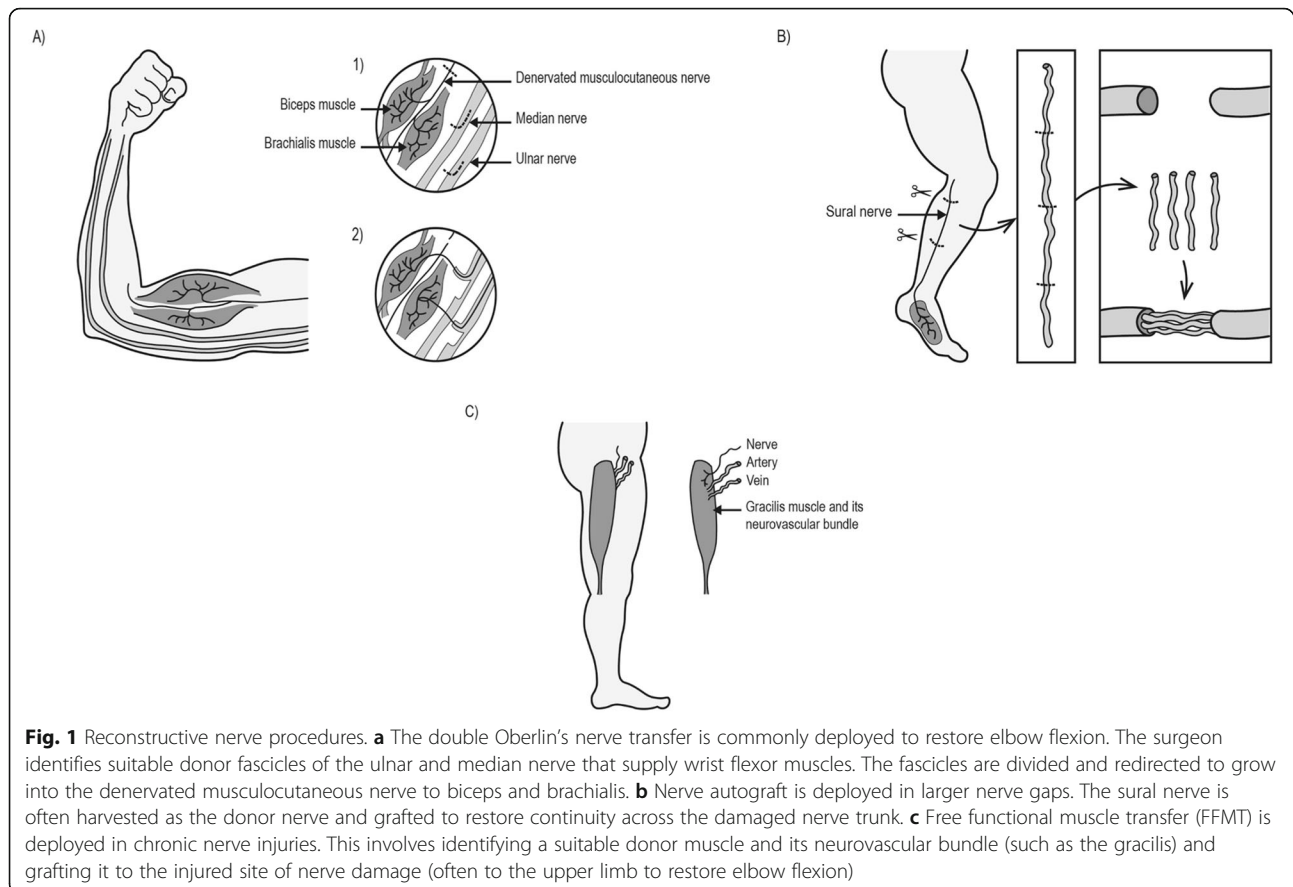 A)
1)
Denervated musculocutaneous nerve
Biceps muscle
Median nerve
Brachialis muscle
Ulnar nerve
2)
B)
Sural nerve
C)
Nerve
Artery
Vein
Gracilis muscle and its
neurovascular bundle
Fig. 1 Reconstructive nerve procedures. a The double Oberlin's nerve transfer is commonly deployed to restore elbow flexion. The surgeon
identifies suitable donor fascicles of the ulnar and median nerve that supply wrist flexor muscles. The fascicles are divided and redirected to grow
into the denervated musculocutaneous nerve to biceps and brachialis. b Nerve autograft is deployed in larger nerve gaps. The sural nerve is
often harvested as the donor nerve and grafted to restore continuity across the damaged nerve trunk. c Free functional muscle transfer (FFMT) is
deployed in chronic nerve injuries. This involves identifying a suitable donor muscle and its neurovascular bundle (such as the gracilis) and
grafting it to the injured site of nerve damage (often to the upper limb to restore elbow flexion)